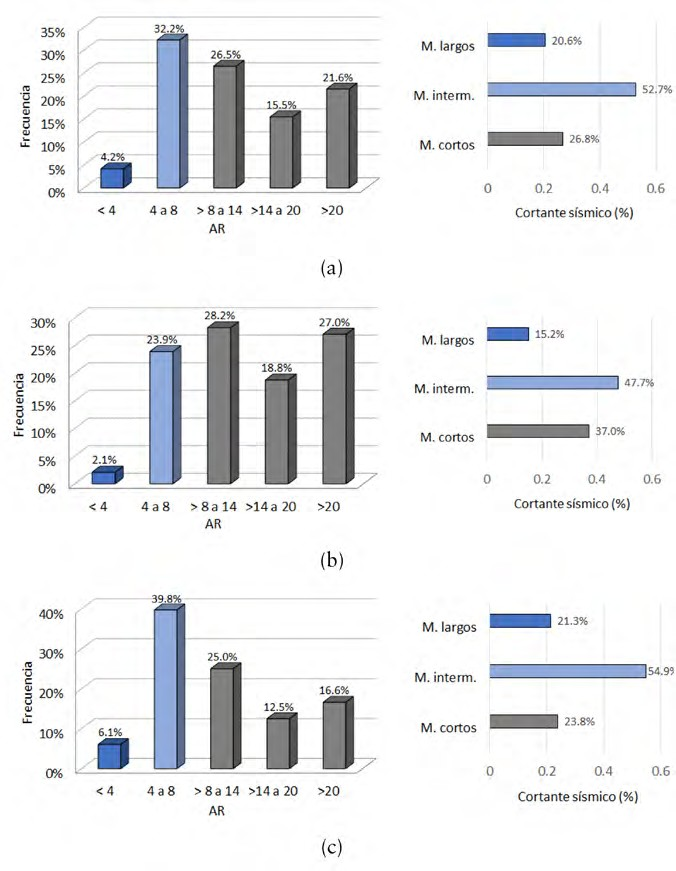 35%
30%
25%
20%
15%
10%
5%
0%
Frecuencia
4.2%
32.2%
26.5%
15.5%
21.6%
< 4
4 a 8
> 8 a 14
>14 a 20
>20
AR
M. largos
20.6%
M. interm.
52.7%
M. cortos
26.8%
0
0.2
0.4
0.6
Cortante sísmico (%)
(a)
30%
25%
20%
15%
10%
5%
0%
Frecuencia
2.1%
23.9%
28.2%
18.8%
27.0%
< 4
4 a 8
> 8 a 14
>14 a 20
>20
AR
M. largos
15.2%
M. interm.
47.7%
M. cortos
37.0%
0
0.2
0.4
0.6
Cortante sísmico (%)
(b)
40%
30%
20%
10%
0%
Frecuencia
6.1%
39.8%
25.0%
12.5%
16.6%
< 4
4 a 8
> 8 a 14
>14 a 20
>20
AR
M. largos
21.3%
M. interm.
54.9%
M. cortos
23.8%
0
0.2
0.4
0.6
Cortante sísmico (%)
(c)